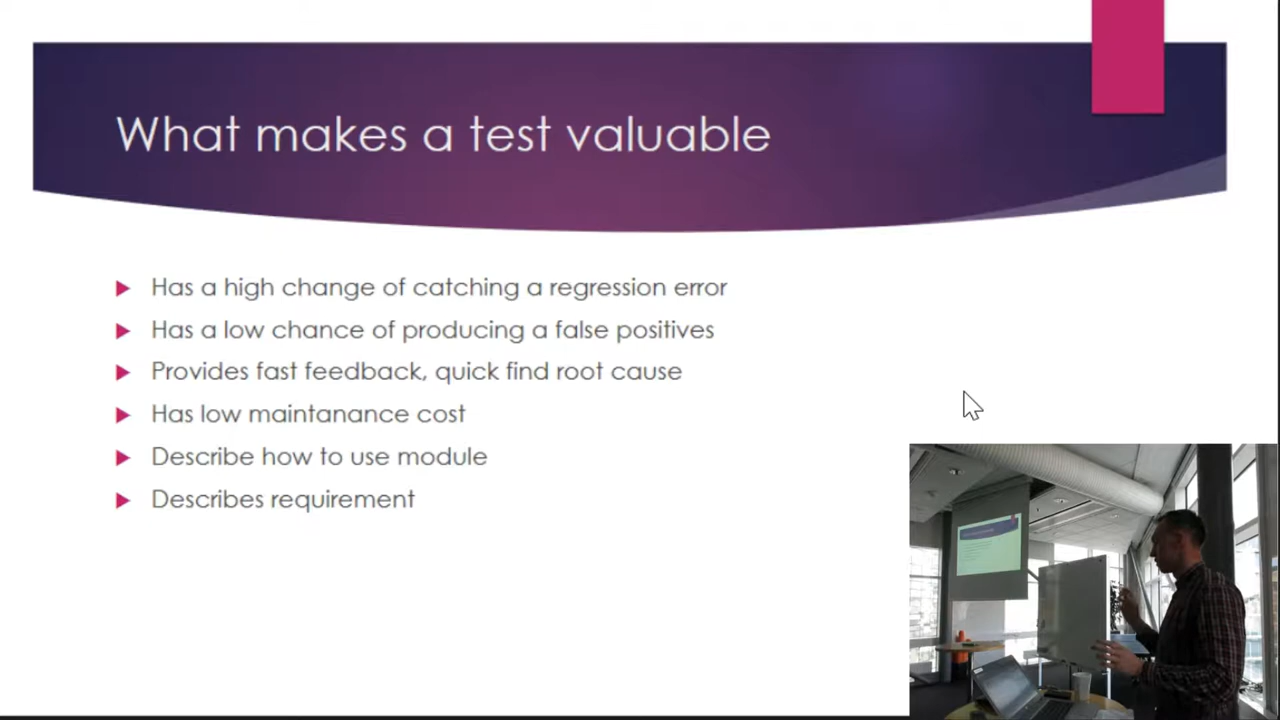 What makes a test valuable
Has a high change of catching a regression error
Has a low chance of producing a false positives
Provides fast feedback, quick find root cause
Has low maintanance cost
Describe how to use module
Describes requirement